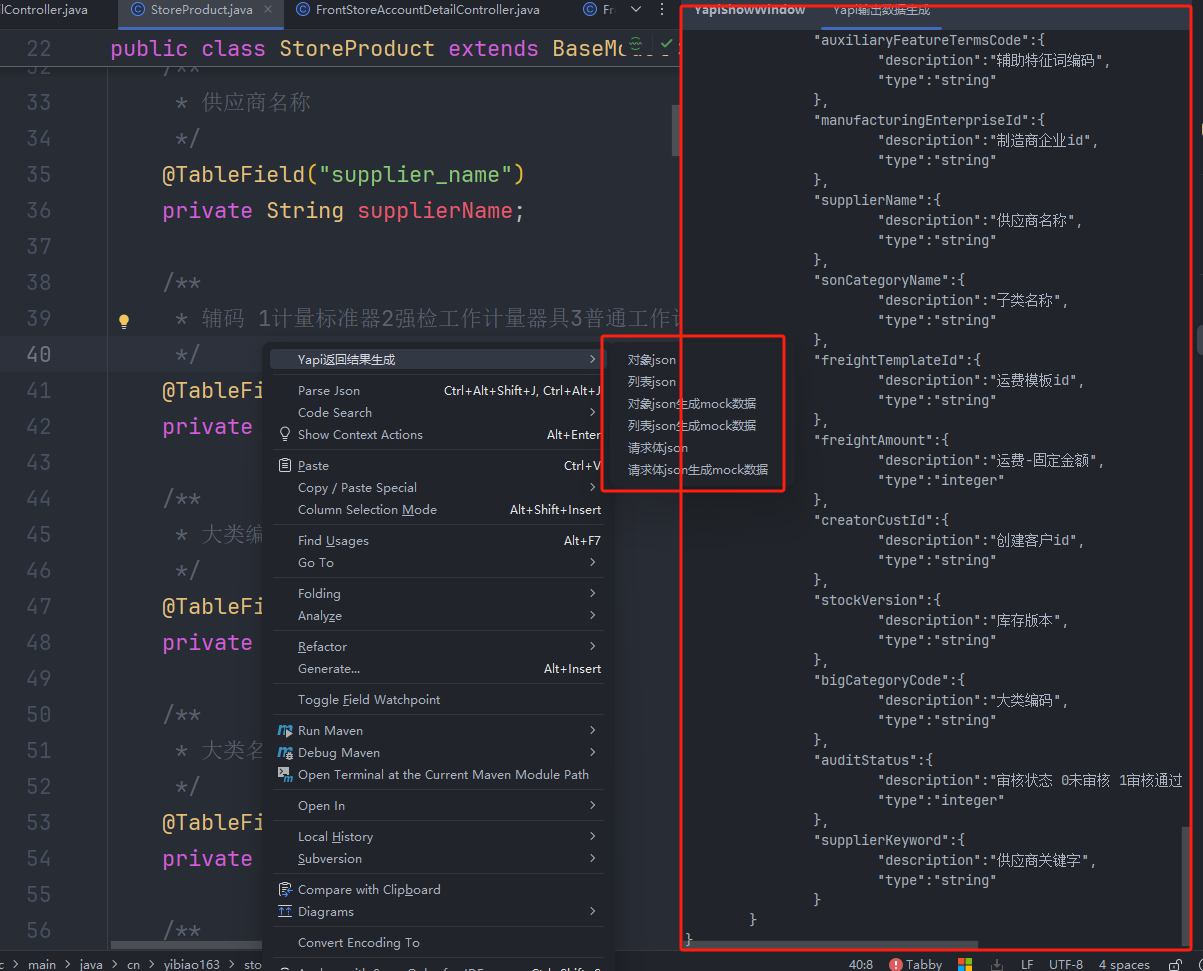 lController.java
StoreProduct.java
FrontStoreAccountDetailController.java
Fr
22 public class StoreProduct extends BaseMo
32 /**
33 * 供应商名称
34 */
35 @TableField("supplier_name")
36 private String supplierName;
37
38 /**
39 * 辅码 1计量标准器2强检工作计量器具3普通工作计
40 */
41 @TableFi
42 private
43
44 /**
45 * 大类编
46 */
47 @TableFi
48 private
49
50 /**
51 * 大类名
52 */
53 @TableFi
54 private
55
56 /**
Yapi返回结果生成
Parse Json Ctrl+Alt+Shift+J, Ctrl+Alt+J
Code Search
Show Context Actions Alt+Enter
Paste Ctrl+V
Copy / Paste Special
Column Selection Mode Alt+Shift+Insert
Find Usages Alt+F7
Go To
Folding
Analyze
Refactor
Generate... Alt+Insert
Toggle Field Watchpoint
Run Maven
Debug Maven
Open Terminal at the Current Maven Module Path
Open In
Local History
Subversion
Compare with Clipboard
Diagrams
Convert Encoding To
对象json
列表json
对象json生成mock数据
列表json生成mock数据
请求体json
请求体json生成mock数据
YapiShowWindow
Yapi输出数据生成
"auxiliaryFeatureTermsCode":{
"description":"辅助特征词编码",
"type":"string"
},
"manufacturingEnterpriseId":{
"description":"制造商企业id",
"type":"string"
},
"supplierName":{
"description":"供应商名称",
"type":"string"
},
"sonCategoryName":{
"description":"子类名称",
"type":"string"
},
"freightTemplateId":{
"description":"运费模板id",
"type":"string"
},
"freightAmount":{
"description":"运费-固定金额",
"type":"integer"
},
"creatorCustId":{
"description":"创建客户id",
"type":"string"
},
"stockVersion":{
"description":"库存版本",
"type":"string"
},
"bigCategoryCode":{
"description":"大类编码",
"type":"string"
},
"auditStatus":{
"description":"审核状态 0未审核 1审核通过
"type":"integer"
},
"supplierKeyword":{
"description":"供应商关键字",
"type":"string"
}
}
}
c > main > java > cn > yibiao163 > sto
40:8 Tabby LF UTF-8 4 spaces